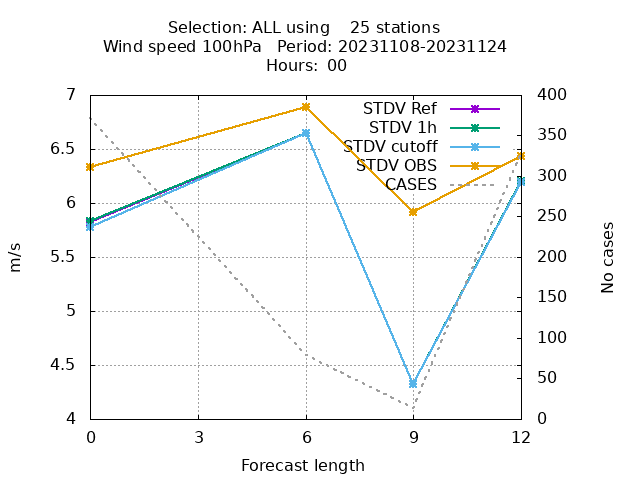 Selection: ALL using    25 stations
Wind speed 100hPa   Period: 20231108-20231124
Hours:  00
STDV Ref
STDV 1h
STDV cutoff
STDV OBS
CASES
7
6.5
6
5.5
5
4.5
4
m/s
400
350
300
250
200
150
100
50
0
No cases
0 3 6 9 12
Forecast length